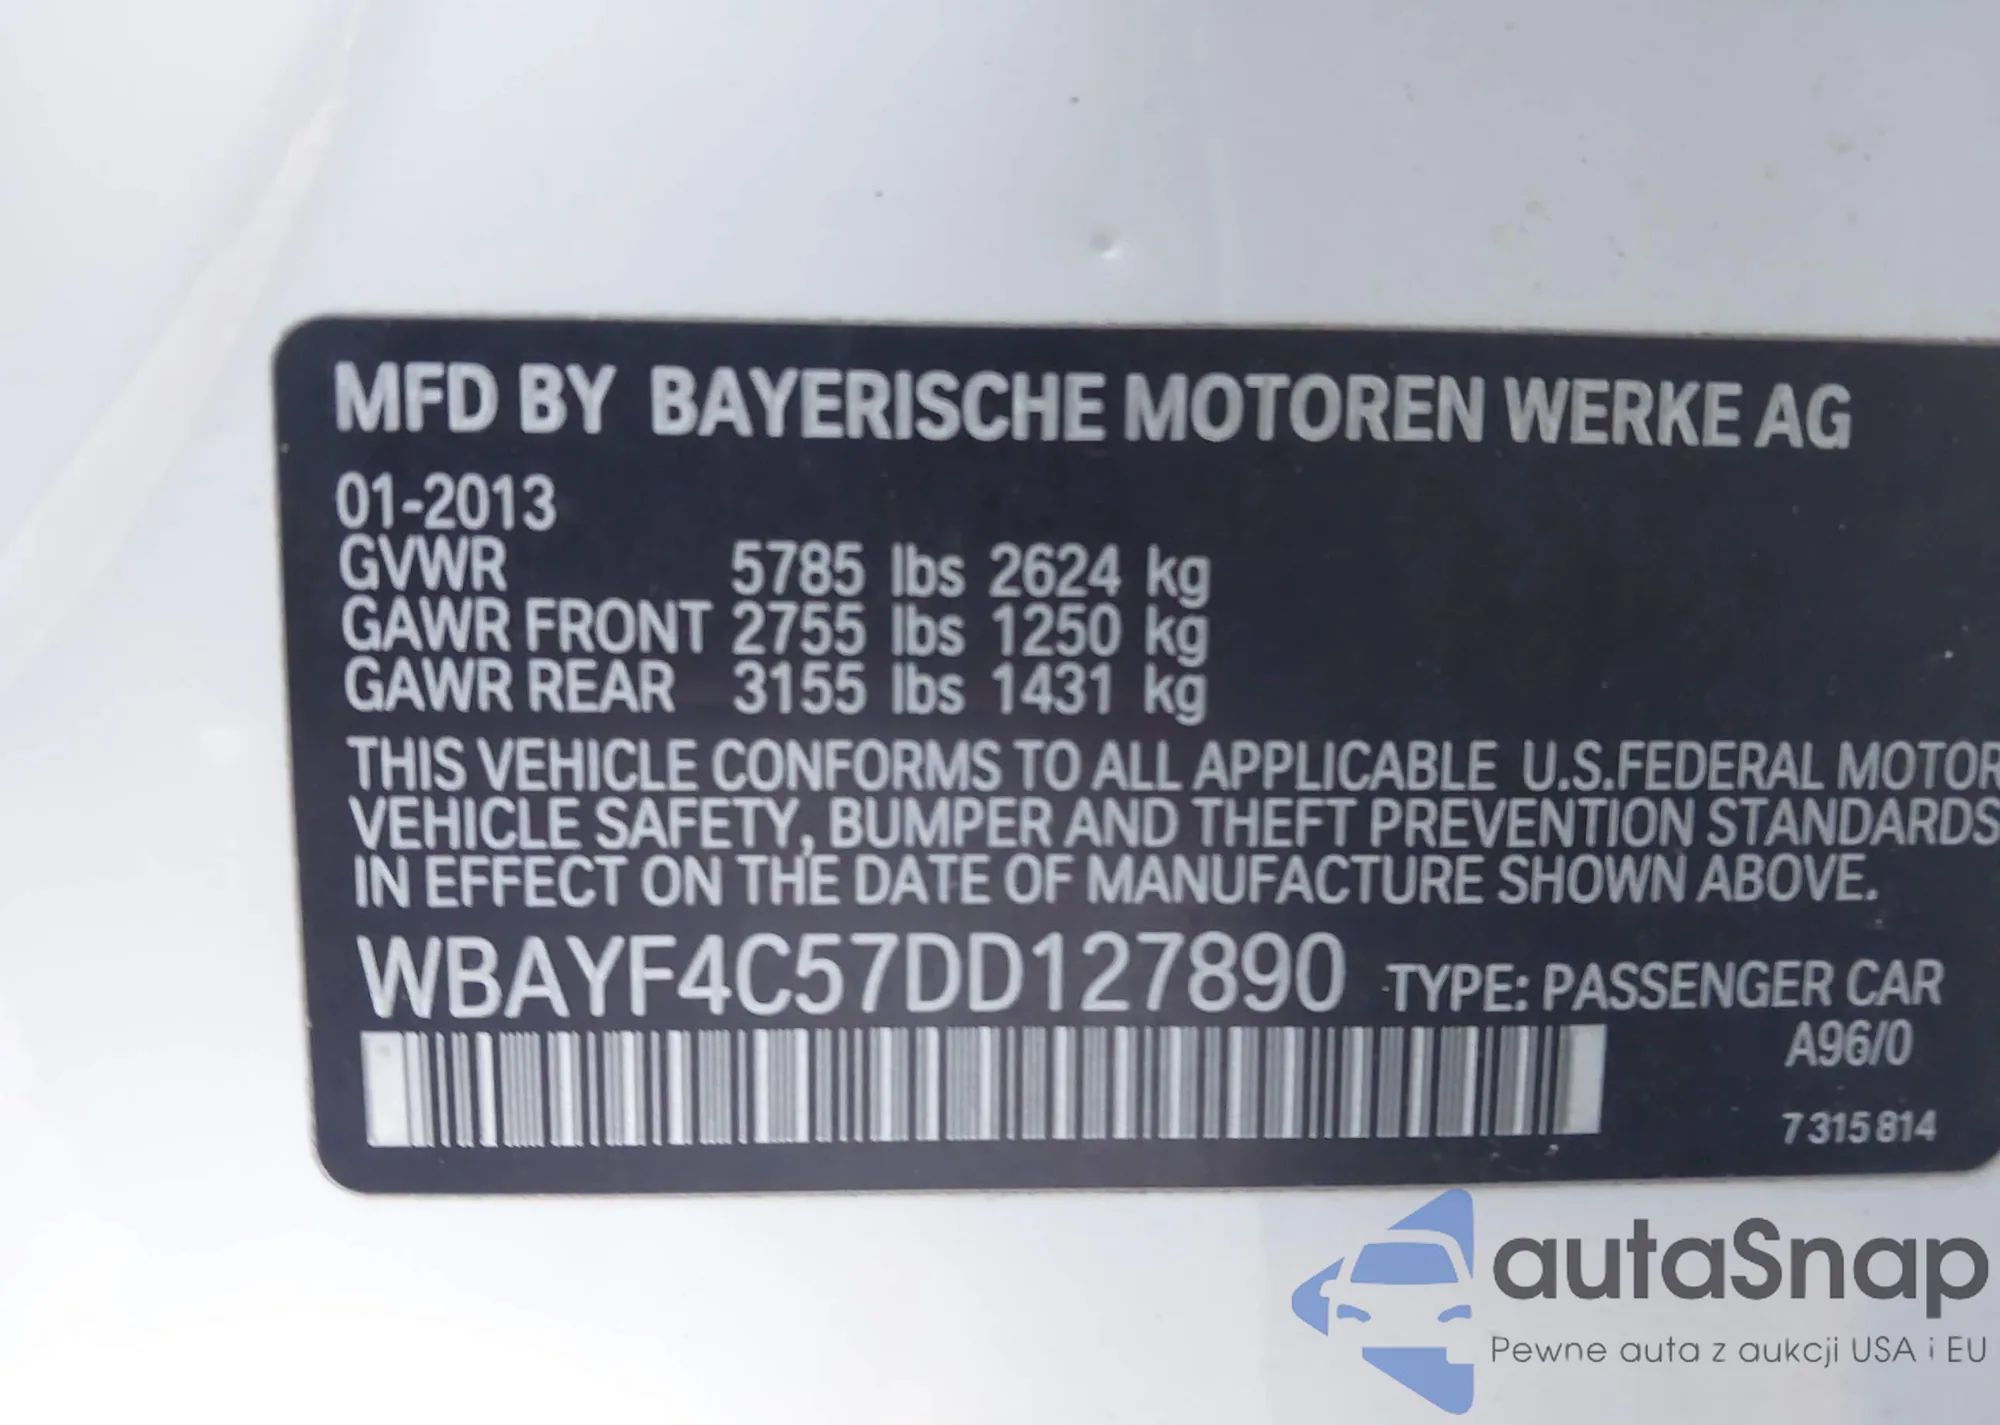 MFD BY BAYERISCHE MOTOREN WERKE AG
01-2013
GVWR 5785 lbs 2624 kg
GAWR FRONT 2755 lbs 1250 kg
GAWR REAR 3155 lbs 1431 kg
THIS VEHICLE CONFORMS TO ALL APPLICABLE U.S.FEDERAL MOTOR
VEHICLE SAFETY, BUMPER AND THEFT PREVENTION STANDARDS
IN EFFECT ON THE DATE OF MANUFACTURE SHOWN ABOVE.
WBAYF4C57DD127890 TYPE: PASSENGER CAR
A96/0
7 315 814
autaSnap
Pewne auta z aukcji USA i EU